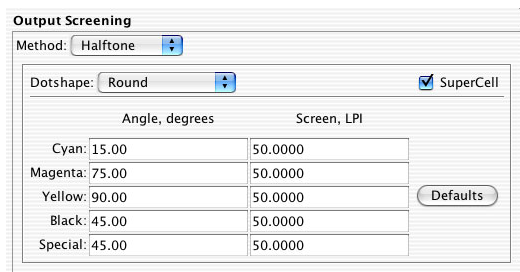 Output Screening
Method: Halftone
Dotshape: Round SuperCell
Angle, degrees Screen, LPI
Cyan: 15.00 50.0000
Magenta: 75.00 50.0000
Yellow: 90.00 50.0000 Defaults
Black: 45.00 50.0000
Special: 45.00 50.0000